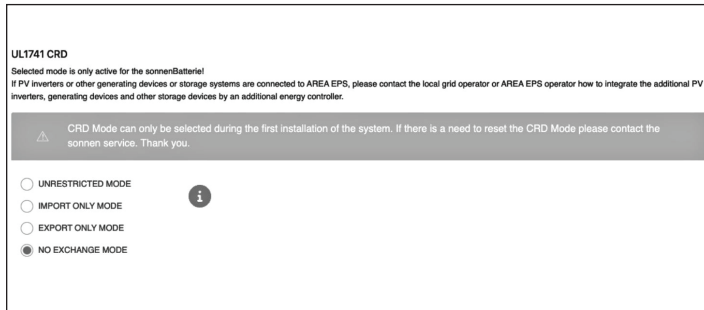 UL1741 CRD
Selected mode is only active for the sonnenBatterie!
If PV inverters or other generating devices or storage systems are connected to AREA EPS, please contact the local grid operator or AREA EPS operator how to integrate the additional PV
inverters, generating devices and other storage devices by an additional energy controller.
CRD Mode can only be selected during the first installation of the system. If there is a need to reset the CRD Mode please contact the
sonnen service. Thank you.
UNRESTRICTED MODE
IMPORT ONLY MODE
EXPORT ONLY MODE
NO EXCHANGE MODE